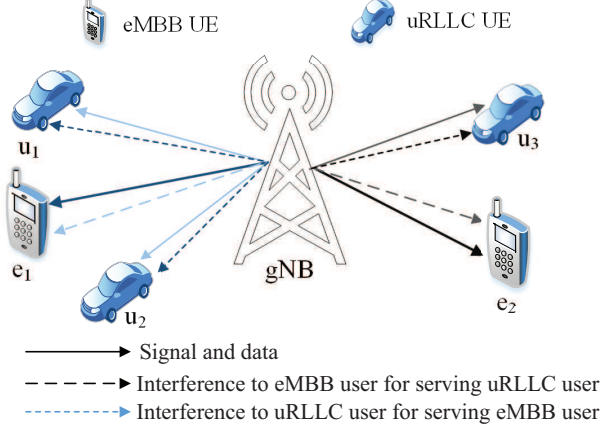 eMBB UE
uRLLC UE
u1
u3
e1
gNB
e2
u2
Signal and data
Interference to eMBB user for serving uRLLC user
Interference to uRLLC user for serving eMBB user